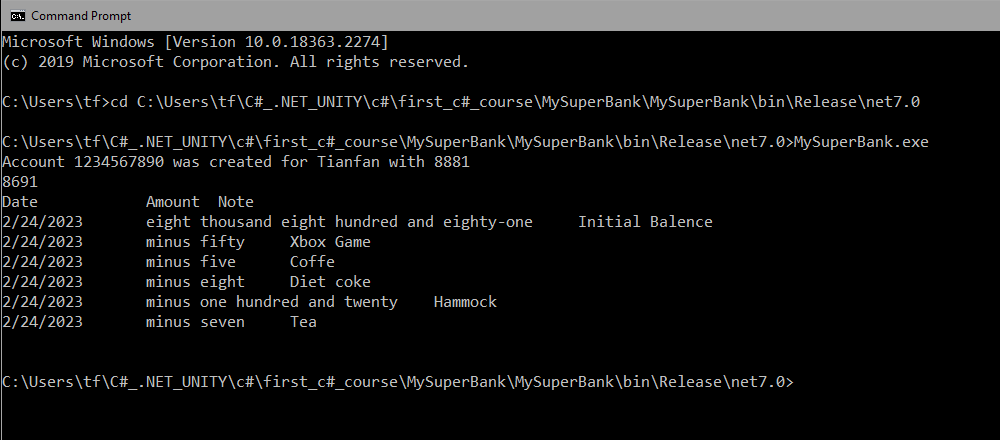 Command Prompt
Microsoft Windows [Version 10.0.18363.2274]
(c) 2019 Microsoft Corporation. All rights reserved.
C:\Users\tf>cd C:\Users\tf\C#_.NET_UNITY\c#\first_c#_course\MySuperBank\MySuperBank\bin\Release\net7.0
C:\Users\tf\C#_.NET_UNITY\c#\first_c#_course\MySuperBank\MySuperBank\bin\Release\net7.0>MySuperBank.exe
Account 1234567890 was created for Tianfan with 8881
8691
Date            Amount  Note
2/24/2023       eight thousand eight hundred and eighty-one     Initial Balence
2/24/2023       minus fifty     Xbox Game
2/24/2023       minus five      Coffe
2/24/2023       minus eight     Diet coke
2/24/2023       minus one hundred and twenty    Hammock
2/24/2023       minus seven     Tea
C:\Users\tf\C#_.NET_UNITY\c#\first_c#_course\MySuperBank\MySuperBank\bin\Release\net7.0>